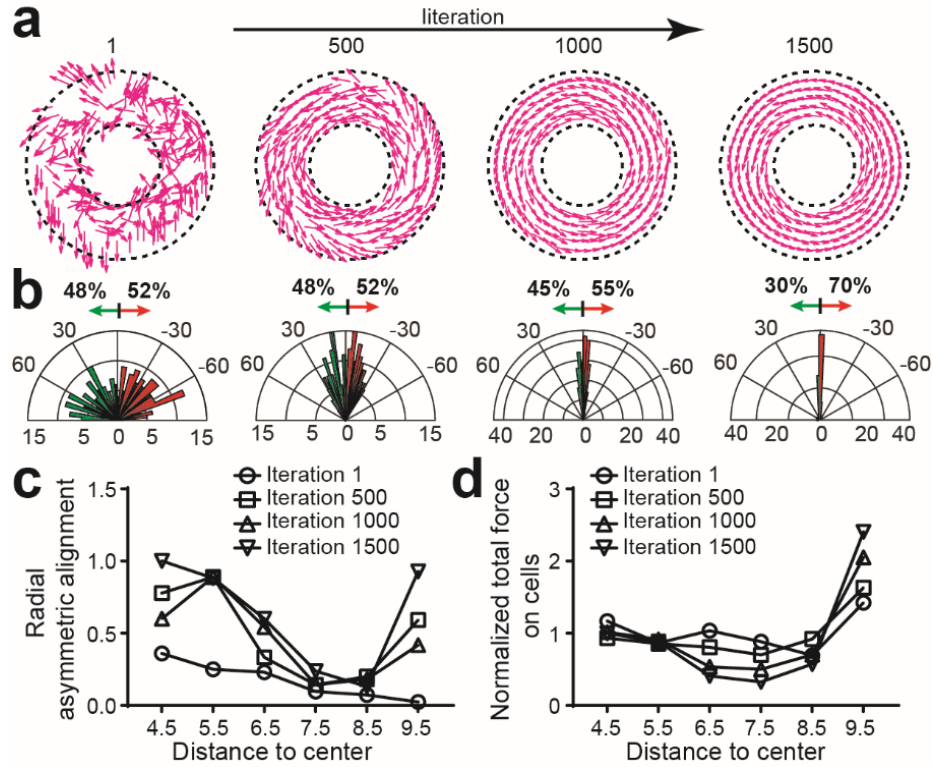 a
Iiteration
1
500
1000
1500
b
48% 52%
48% 52%
45% 55%
30% 70%
30 -30
60 -60
15 5 0 5 15
30 -30
60 -60
15 5 0 5 15
30 -30
60 -60
40 20 0 20 40
30 -30
60 -60
40 20 0 20 40
c
Radial
asymmetric alignment
Iteration 1
Iteration 500
Iteration 1000
Iteration 1500
1.5
1.0
0.5
0.0
4.5 5.5 6.5 7.5 8.5 9.5
Distance to center
d
Normalized total force
on cells
Iteration 1
Iteration 500
Iteration 1000
Iteration 1500
3
2
1
0
4.5 5.5 6.5 7.5 8.5 9.5
Distance to center